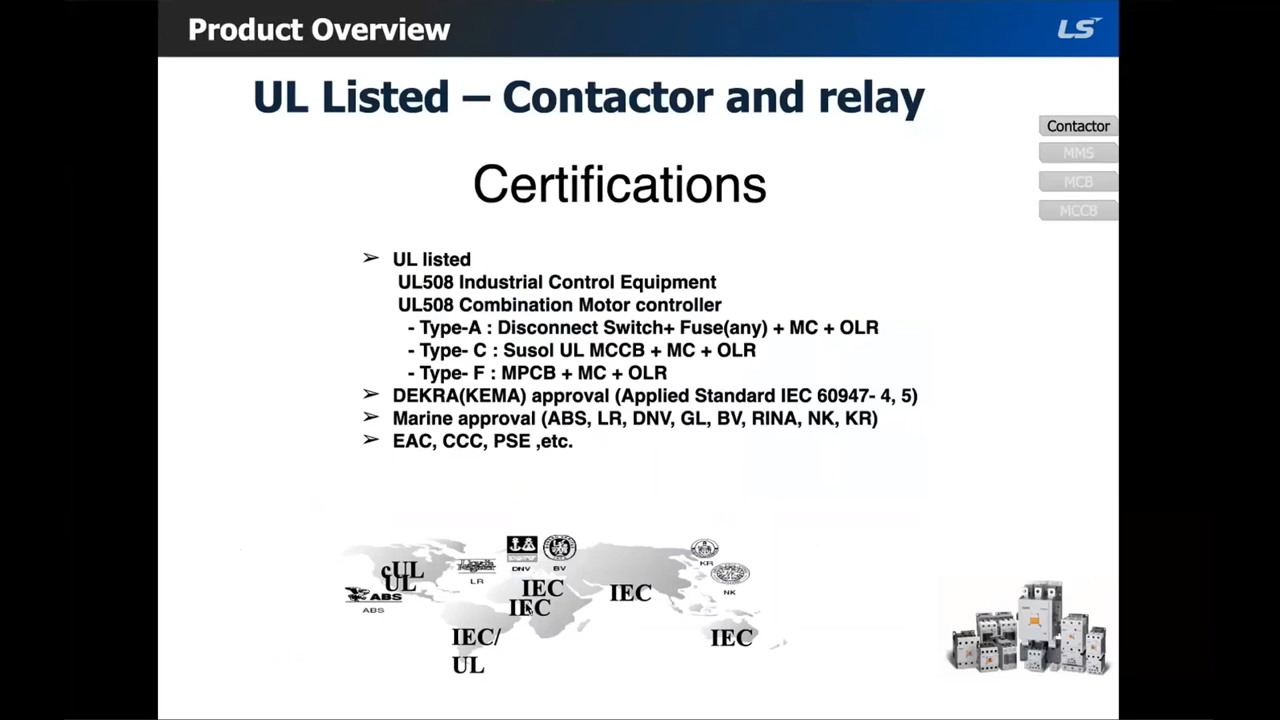 Product Overview
LS
UL Listed – Contactor and relay
Contactor
MMS
MCB
MCCB
Certifications
➢ UL listed
UL508 Industrial Control Equipment
UL508 Combination Motor controller
- Type-A : Disconnect Switch+ Fuse(any) + MC + OLR
- Type- C : Susol UL MCCB + MC + OLR
- Type- F : MPCB + MC + OLR
➢ DEKRA(KEMA) approval (Applied Standard IEC 60947- 4, 5)
➢ Marine approval (ABS, LR, DNV, GL, BV, RINA, NK, KR)
➢ EAC, CCC, PSE ,etc.
cUL
UL
ABS
ABS
LR
DNV
BV
KR
NK
IEC
IEC
IEC
IEC/
UL
IEC